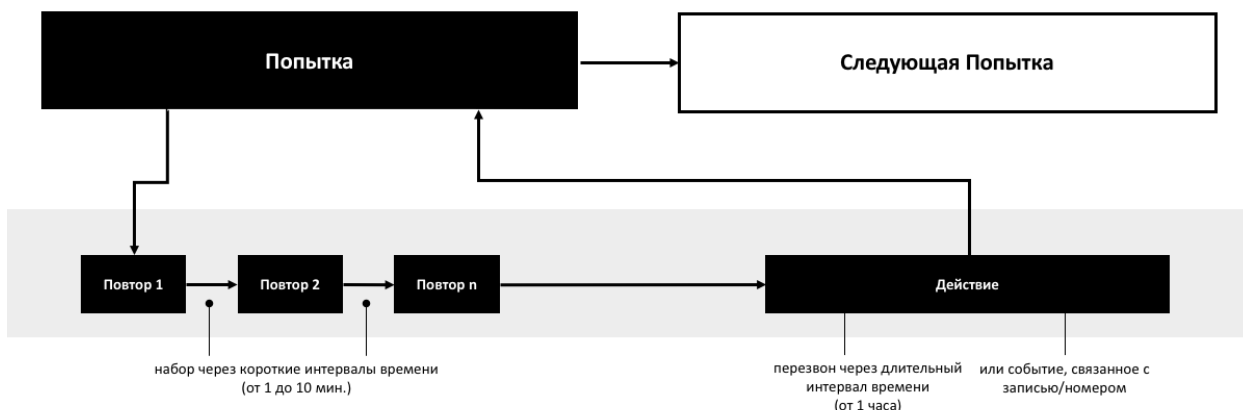 Попытка
Следующая Попытка
Повтор 1
Повтор 2
Повтор n
Действие
набор через короткие интервалы времени
(от 1 до 10 мин.)
перезвон через длительный
интервал времени
(от 1 часа)
или событие, связанное с
записью/номером